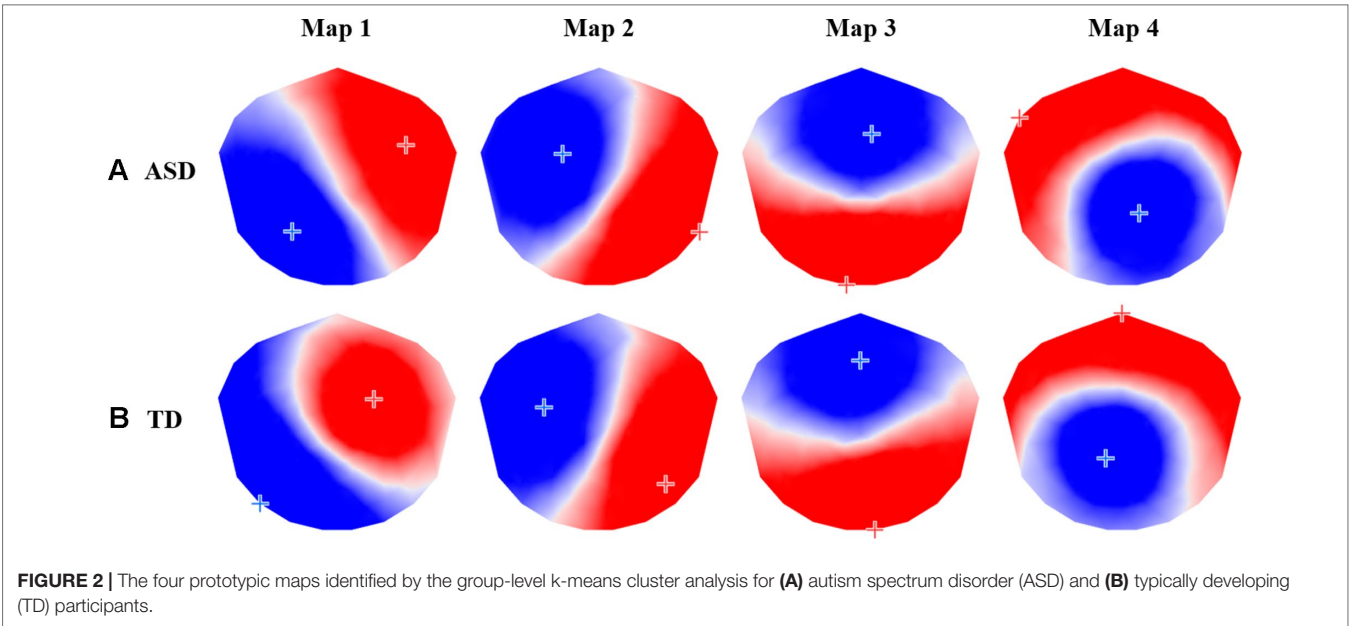 Map 1 Map 2 Map 3 Map 4
A ASD
B TD
FIGURE 2 | The four prototypic maps identified by the group-level k-means cluster analysis for (A) autism spectrum disorder (ASD) and (B) typically developing
(TD) participants.